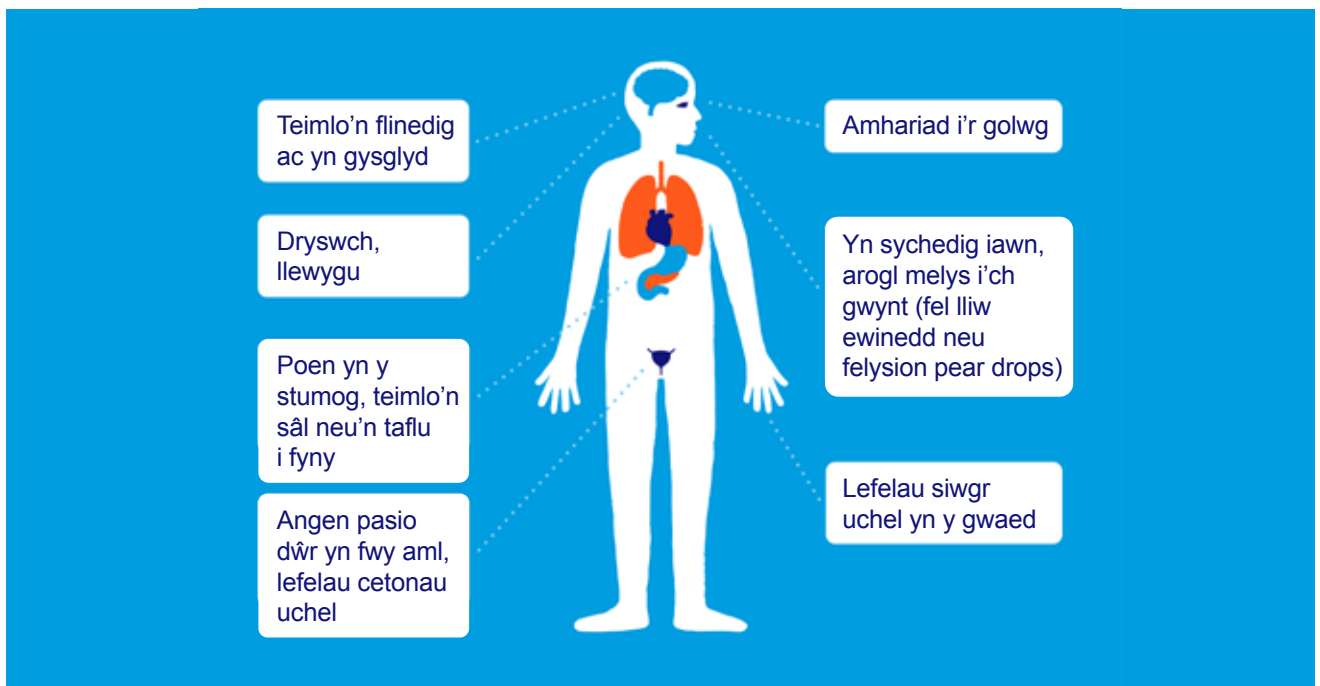 Teimlo'n flinedig
ac yn gysglyd
Dryswch,
llewygu
Poen yn y
stumog, teimlo'n
sâl neu'n taflu
i fyny
Angen pasio
dŵr yn fwy aml,
lefelau cetonau
uchel
Amhariad i'r golwg
Yn sychedig iawn,
arogl melys i'ch
gwynt (fel lliw
ewinedd neu
felysion pear drops)
Lefelau siwgr
uchel yn y gwaed